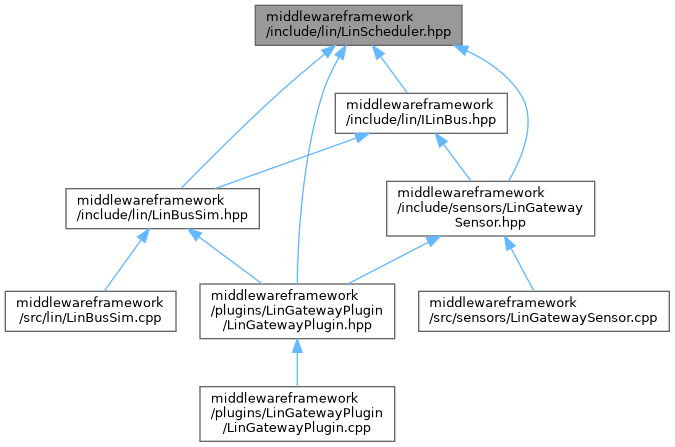 middlewareframework
/include/lin/LinScheduler.hpp
middlewareframework
/include/lin/ILinBus.hpp
middlewareframework
/include/lin/LinBusSim.hpp
middlewareframework
/include/sensors/LinGateway
Sensor.hpp
middlewareframework
/src/lin/LinBusSim.cpp
middlewareframework
/plugins/LinGatewayPlugin
/LinGatewayPlugin.hpp
middlewareframework
/src/sensors/LinGatewaySensor.cpp
middlewareframework
/plugins/LinGatewayPlugin
/LinGatewayPlugin.cpp